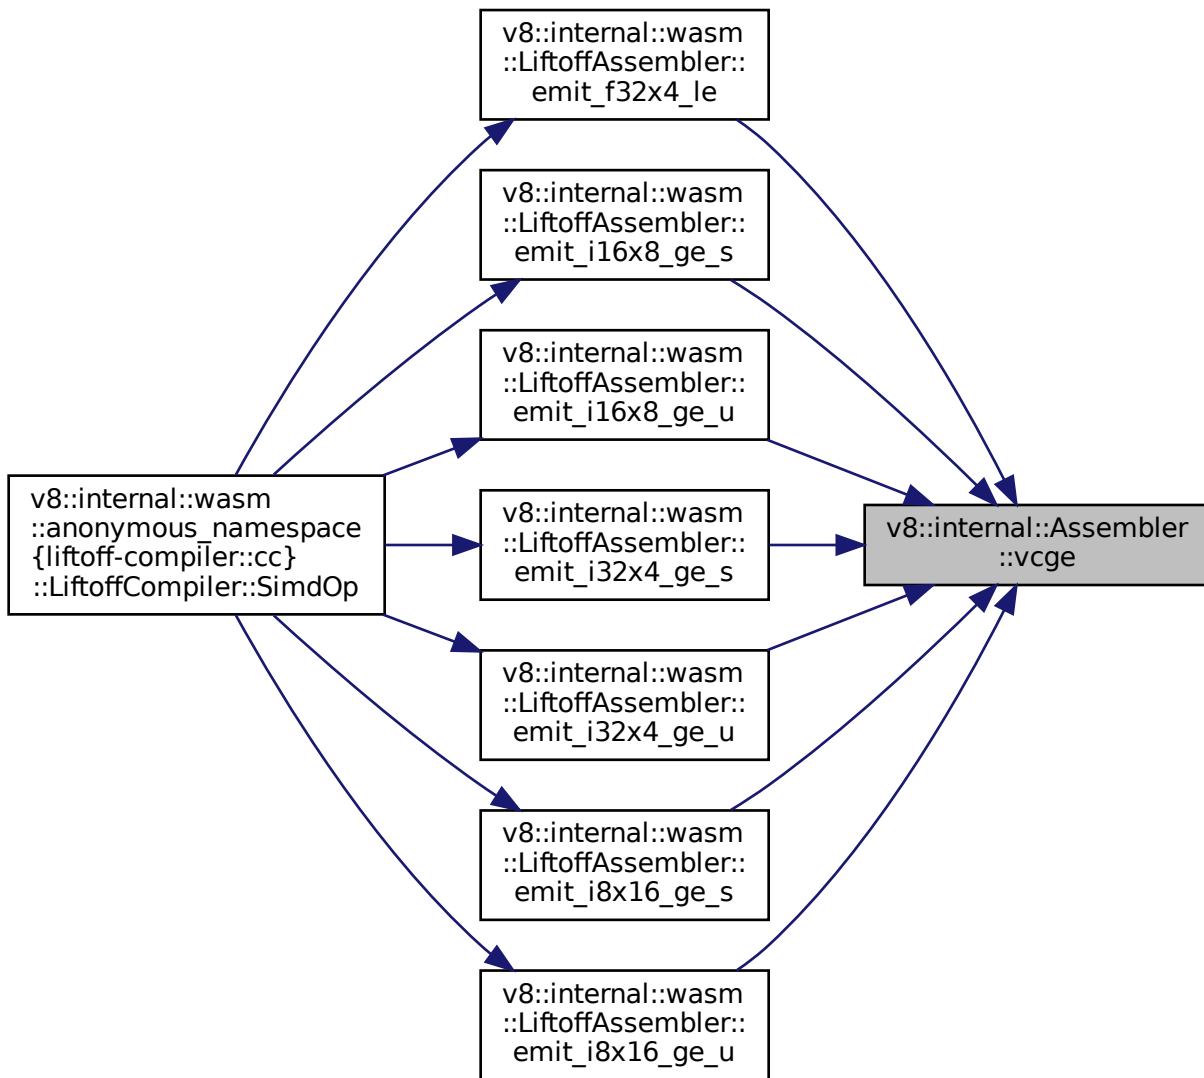 v8::internal::wasm
::LiftoffAssembler::
emit_f32x4_le
v8::internal::wasm
::LiftoffAssembler::
emit_i16x8_ge_s
v8::internal::wasm
::LiftoffAssembler::
emit_i16x8_ge_u
v8::internal::wasm
::anonymous_namespace
{liftoff-compiler::cc}
::LiftoffCompiler::SimdOp
v8::internal::wasm
::LiftoffAssembler::
emit_i32x4_ge_s
v8::internal::Assembler
::vcge
v8::internal::wasm
::LiftoffAssembler::
emit_i32x4_ge_u
v8::internal::wasm
::LiftoffAssembler::
emit_i8x16_ge_s
v8::internal::wasm
::LiftoffAssembler::
emit_i8x16_ge_u